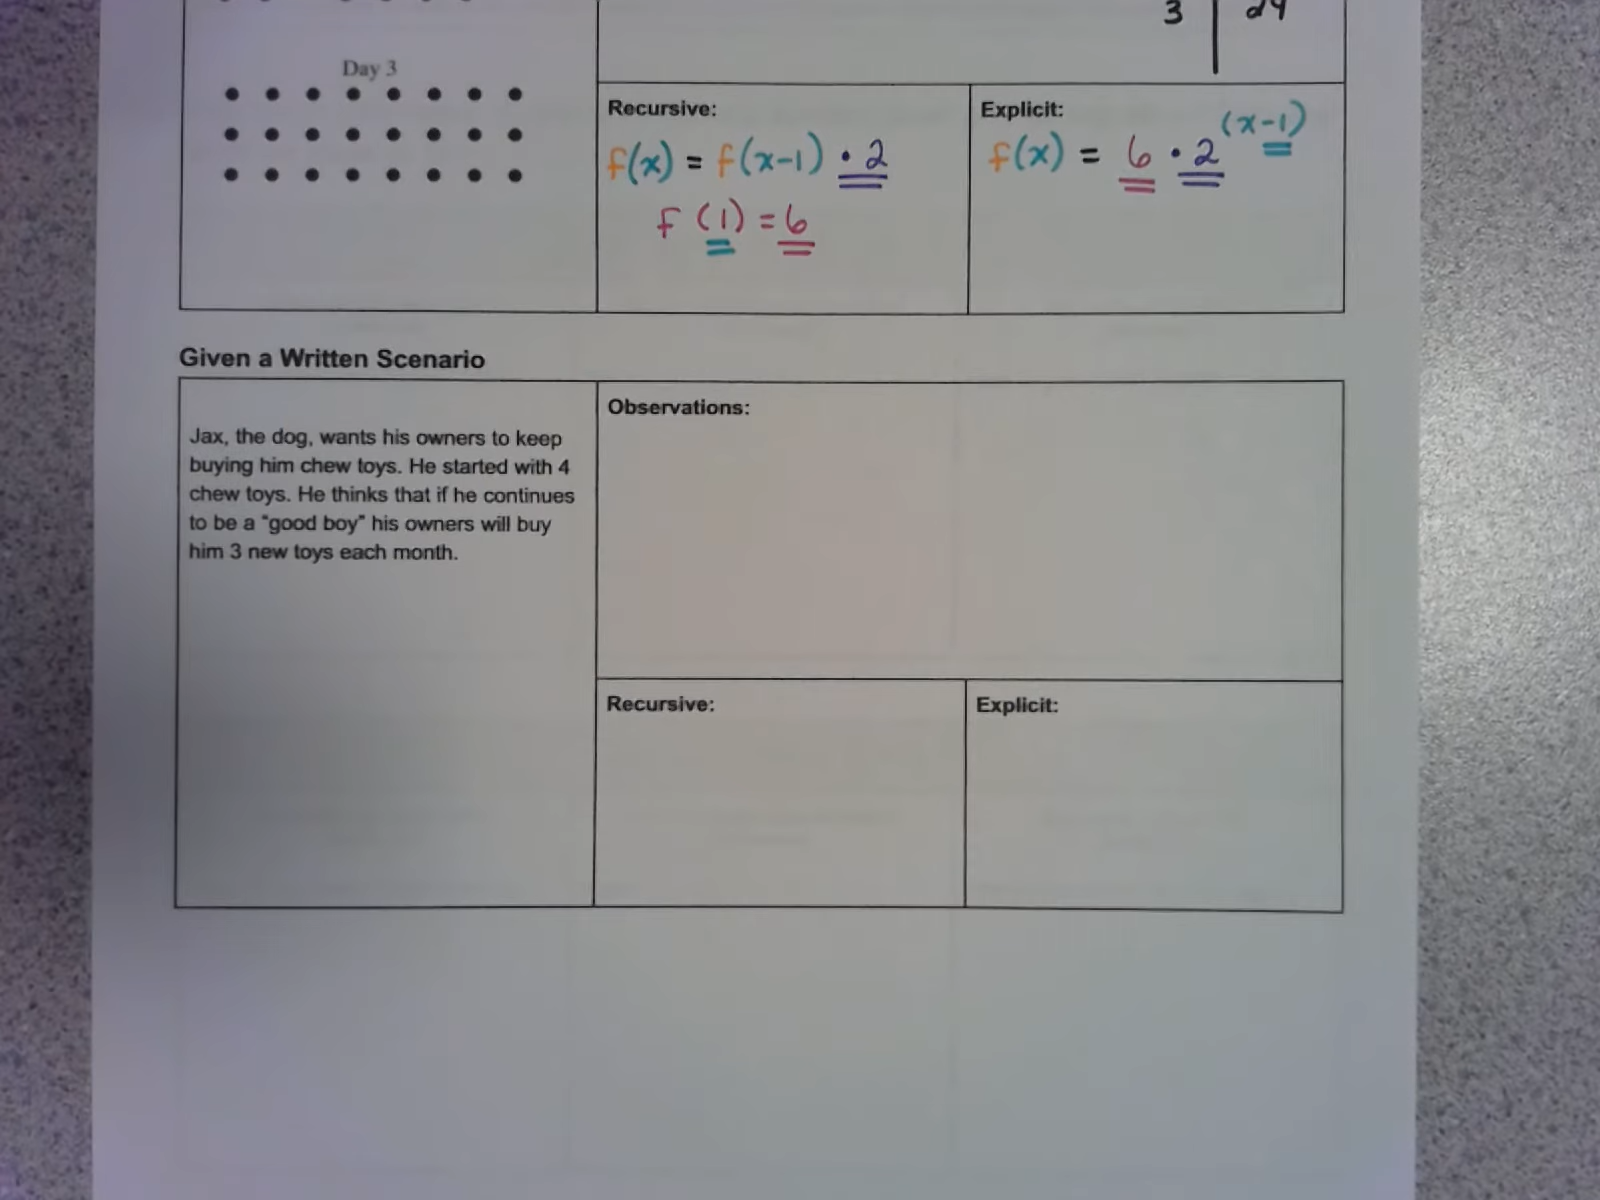 3 | 24
Day 3
Recursive:
f(x) = f(x-1) · 2
f(1) = 6
Explicit:
f(x) = 6 · 2^(x-1)
Given a Written Scenario
Jax, the dog, wants his owners to keep
buying him chew toys. He started with 4
chew toys. He thinks that if he continues
to be a "good boy" his owners will buy
him 3 new toys each month.
Observations:
Recursive:
Explicit: